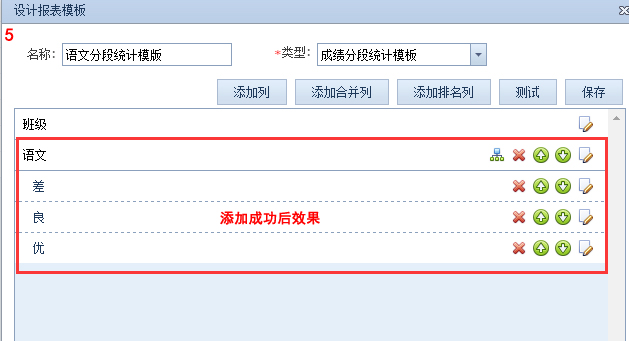 设计报表模板
5
名称: 语文分段统计模版 *类型: 成绩分段统计模板
添加列 添加合并列 添加排名列 测试 保存
班级
语文
差
良 添加成功后效果
优